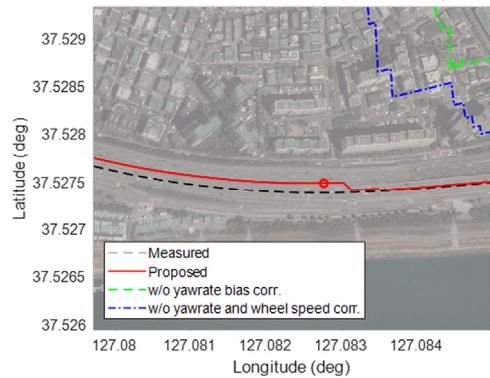 37.529
37.5285
37.528
37.5275
37.527
37.5265
37.526
Latitude (deg)
Measured
Proposed
w/o yawrate bias corr.
w/o yawrate and wheel speed corr.
127.08 127.081 127.082 127.083 127.084
Longitude (deg)